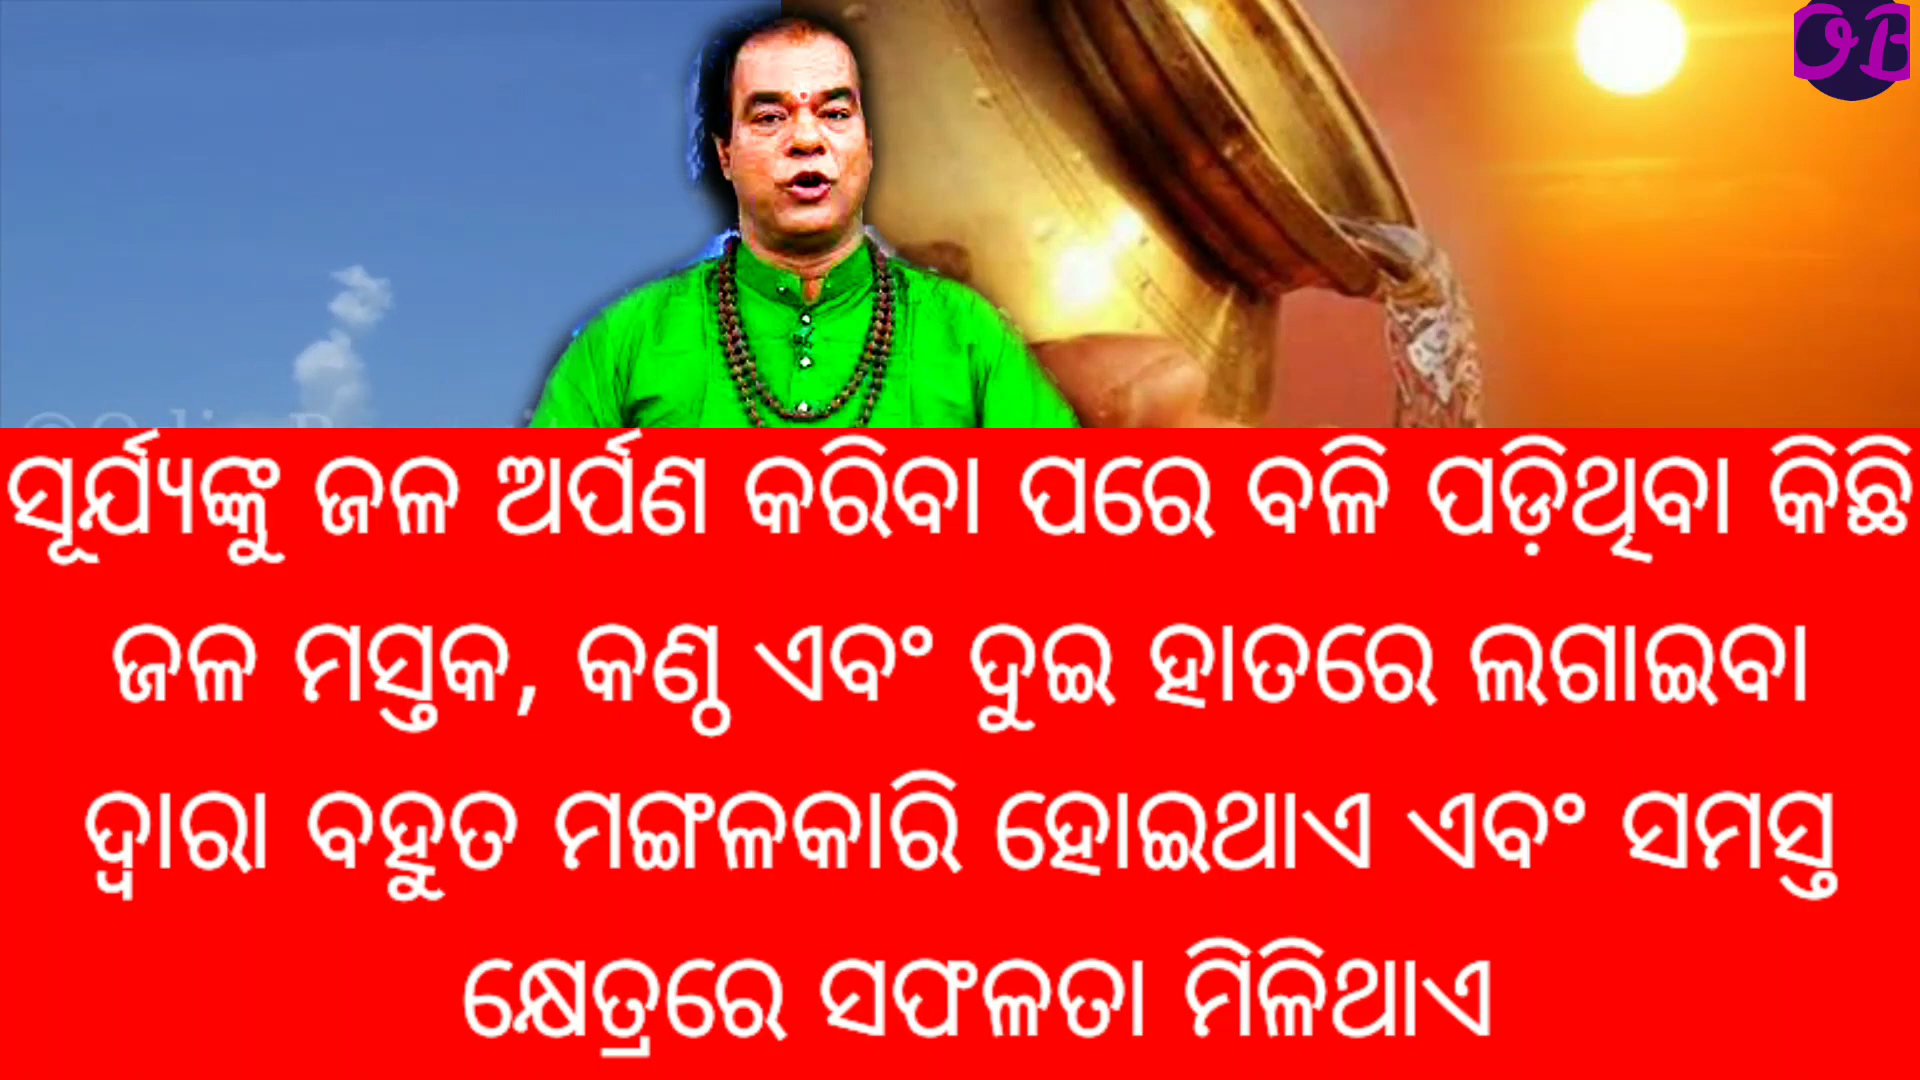 OB
ସୂର୍ଯ୍ୟଙ୍କୁ ଜଳ ଅର୍ପଣ କରିବା ପରେ ବଳି ପଡ଼ିଥିବା କିଛି
ଜଳ ମସ୍ତକ, କଣ୍ଠ ଏବଂ ଦୁଇ ହାତରେ ଲଗାଇବା
ଦ୍ୱାରା ବହୁତ ମଙ୍ଗଳକାରି ହୋଇଥାଏ ଏବଂ ସମସ୍ତ
କ୍ଷେତ୍ରରେ ସଫଳତା ମିଳିଥାଏ